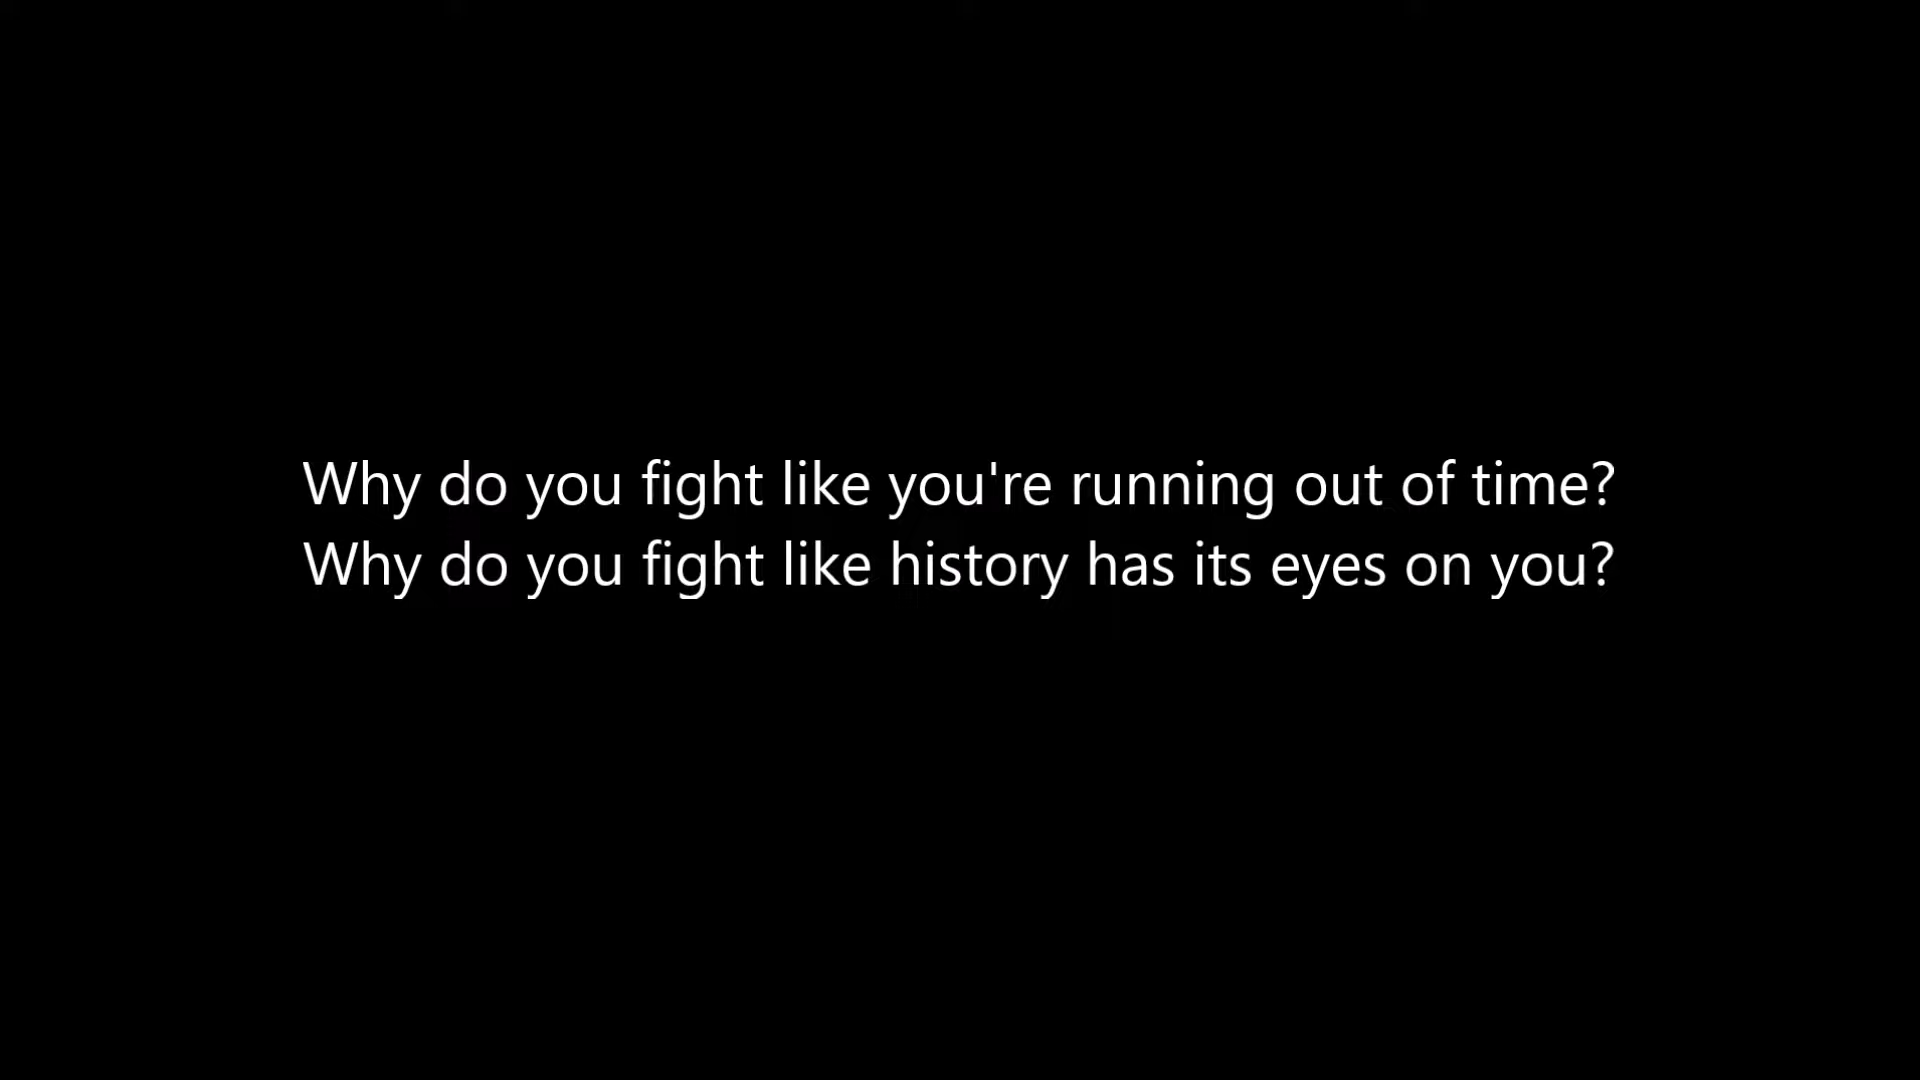 Why do you fight like you're running out of time?
Why do you fight like history has its eyes on you?